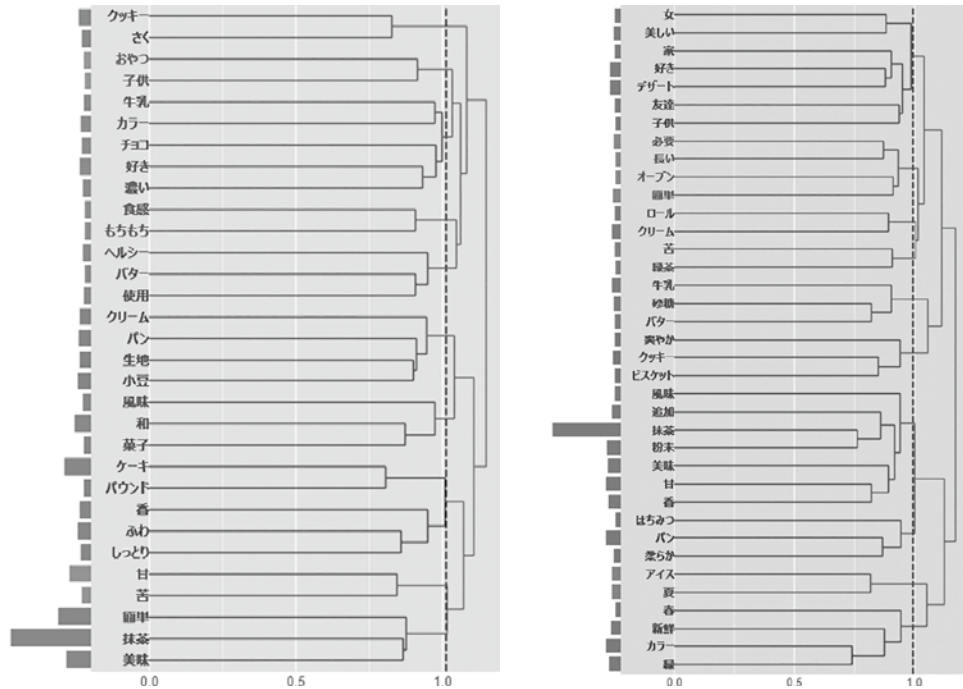 クッキー
さく
おやつ
子供
牛乳
カラー
チョコ
好き
濃い
食感
もちもち
ヘルシー
バター
使用
クリーム
パン
生地
小豆
風味
和
菓子
ケーキ
パウンド
香
ふわ
しっとり
甘
苦
簡単
抹茶
美味
0.0 0.5 1.0
女
美しい
家
好き
デザート
友達
子供
必要
長い
オーブン
簡単
ロール
クリーム
苦
緑茶
牛乳
砂糖
バター
爽やか
クッキー
ビスケット
風味
追加
抹茶
粉末
美味
甘
香
はちみつ
パン
柔らか
アイス
夏
春
新鮮
カラー
緑
0.0 0.5 1.0